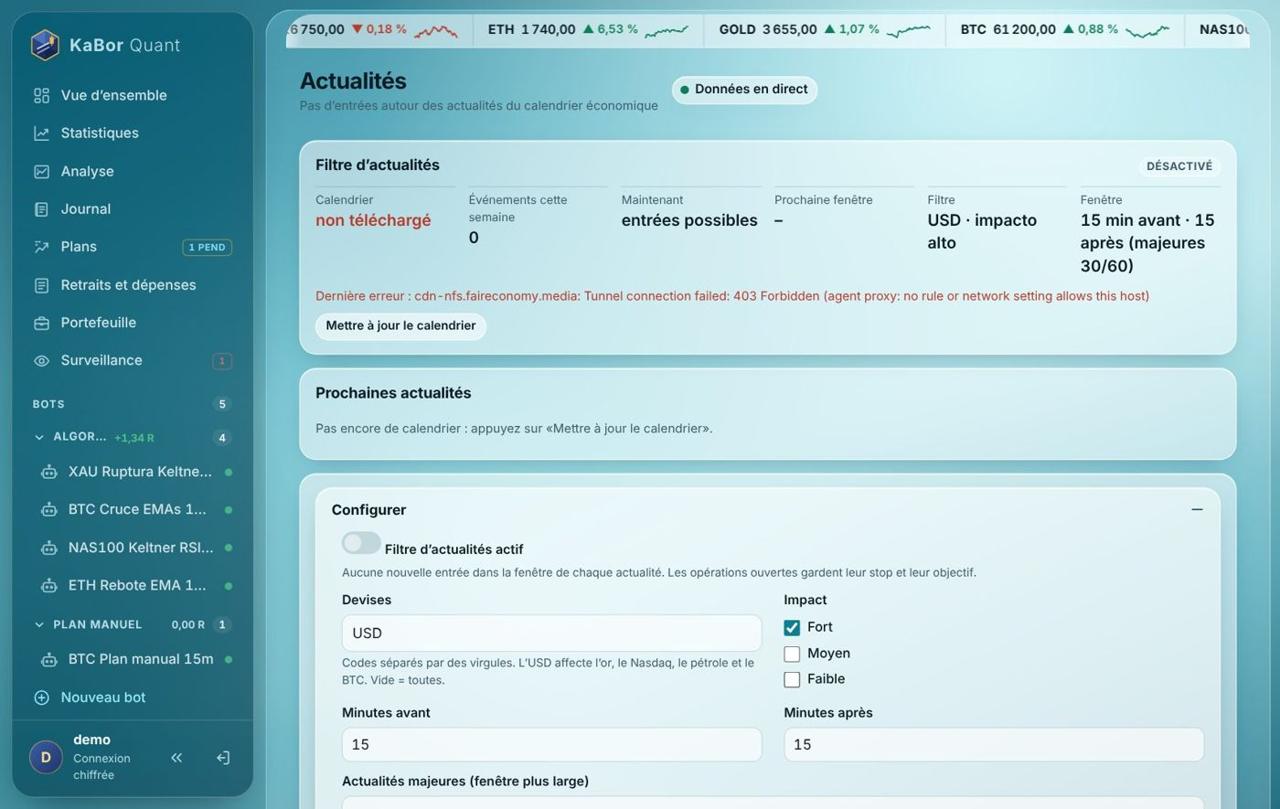 KaBor Quant
Vue d'ensemble
Statistiques
Analyse
Journal
Plans 1 PEND
Retraits et dépenses
Portefeuille
Surveillance 1
BOTS 5
ALGOR... +1,34 R 4
XAU Ruptura Keltne...
BTC Cruce EMAs 1...
NAS100 Keltner RSI...
ETH Rebote EMA 1...
PLAN MANUEL 0,00 R 1
BTC Plan manual 15m
Nouveau bot
D
demo
Connexion
chiffrée
6 750,00 ▼ 0,18 % ETH 1 740,00 ▲ 6,53 % GOLD 3 655,00 ▲ 1,07 % BTC 61 200,00 ▲ 0,88 %
Actualités
Pas d'entrées autour des actualités du calendrier économique
Données en direct
Filtre d'actualités
DÉSACTIVÉ
Calendrier
non téléchargé
Événements cette
semaine
0
Maintenant
entrées possibles
Prochaine fenêtre
–
Filtre
USD · impacto
alto
Fenêtre
15 min avant · 15
après (majeures
30/60)
Dernière erreur : cdn-nfs.faireconomy.media: Tunnel connection failed: 403 Forbidden (agent proxy: no rule or network setting allows this host)
Mettre à jour le calendrier
Prochaines actualités
Pas encore de calendrier : appuyez sur «Mettre à jour le calendrier».
Configurer
Filtre d'actualités actif
Aucune nouvelle entrée dans la fenêtre de chaque actualité. Les opérations ouvertes gardent leur stop et leur objectif.
Devises
USD
Codes séparés par des virgules. L'USD affecte l'or, le Nasdaq, le pétrole et le
BTC. Vide = toutes.
Impact
Fort
Moyen
Faible
Minutes avant
15
Minutes après
15
Actualités majeures (fenêtre plus large)